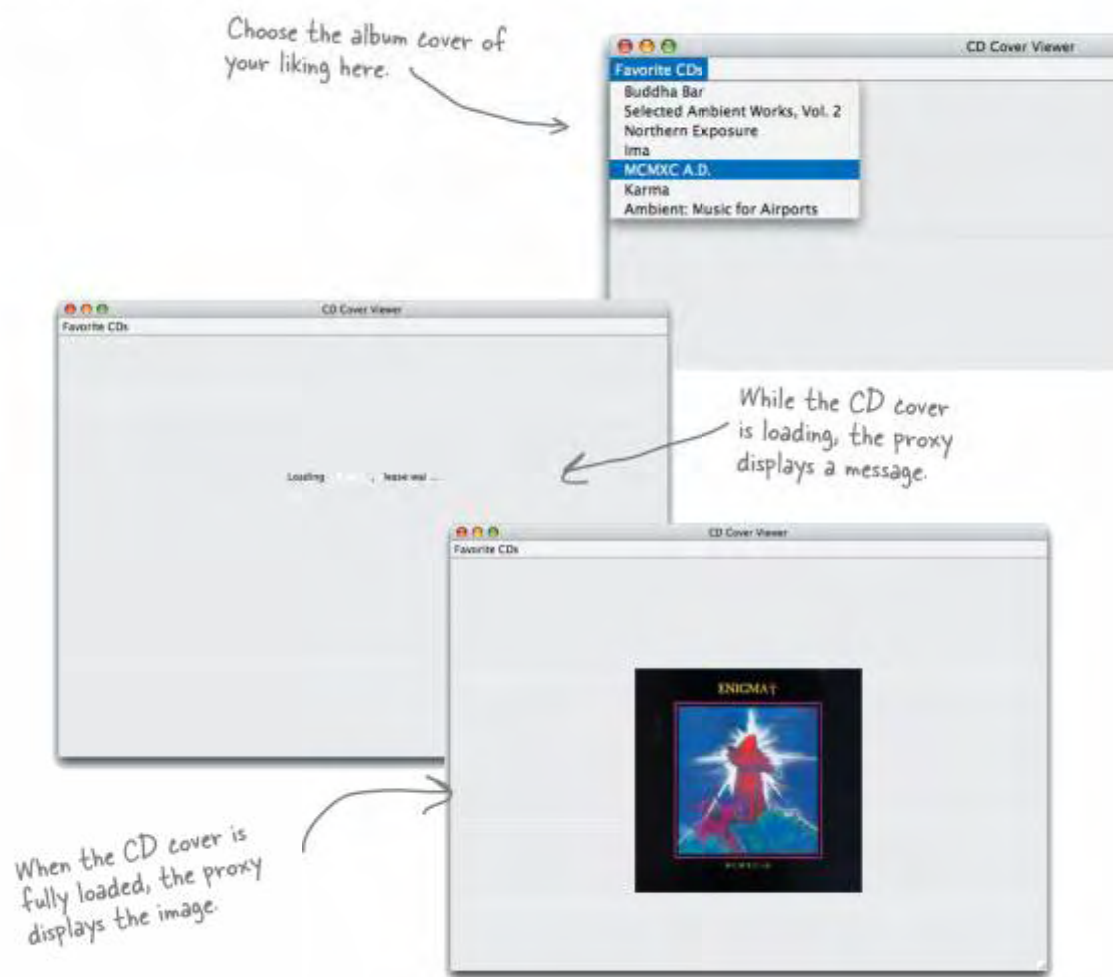 Choose the album cover of
your liking here.
CD Cover Viewer
Favorite CDs
Buddha Bar
Selected Ambient Works, Vol. 2
Northern Exposure
Ima
MCMXC A.D.
Karma
Ambient: Music for Airports
CD Cover Viewer
Favorite CDs
While the CD cover
is loading, the proxy
displays a message.
Loading , lease wai ...
CD Cover Viewer
Favorite CDs
ENIGMA
When the CD cover is
fully loaded, the proxy
displays the image.